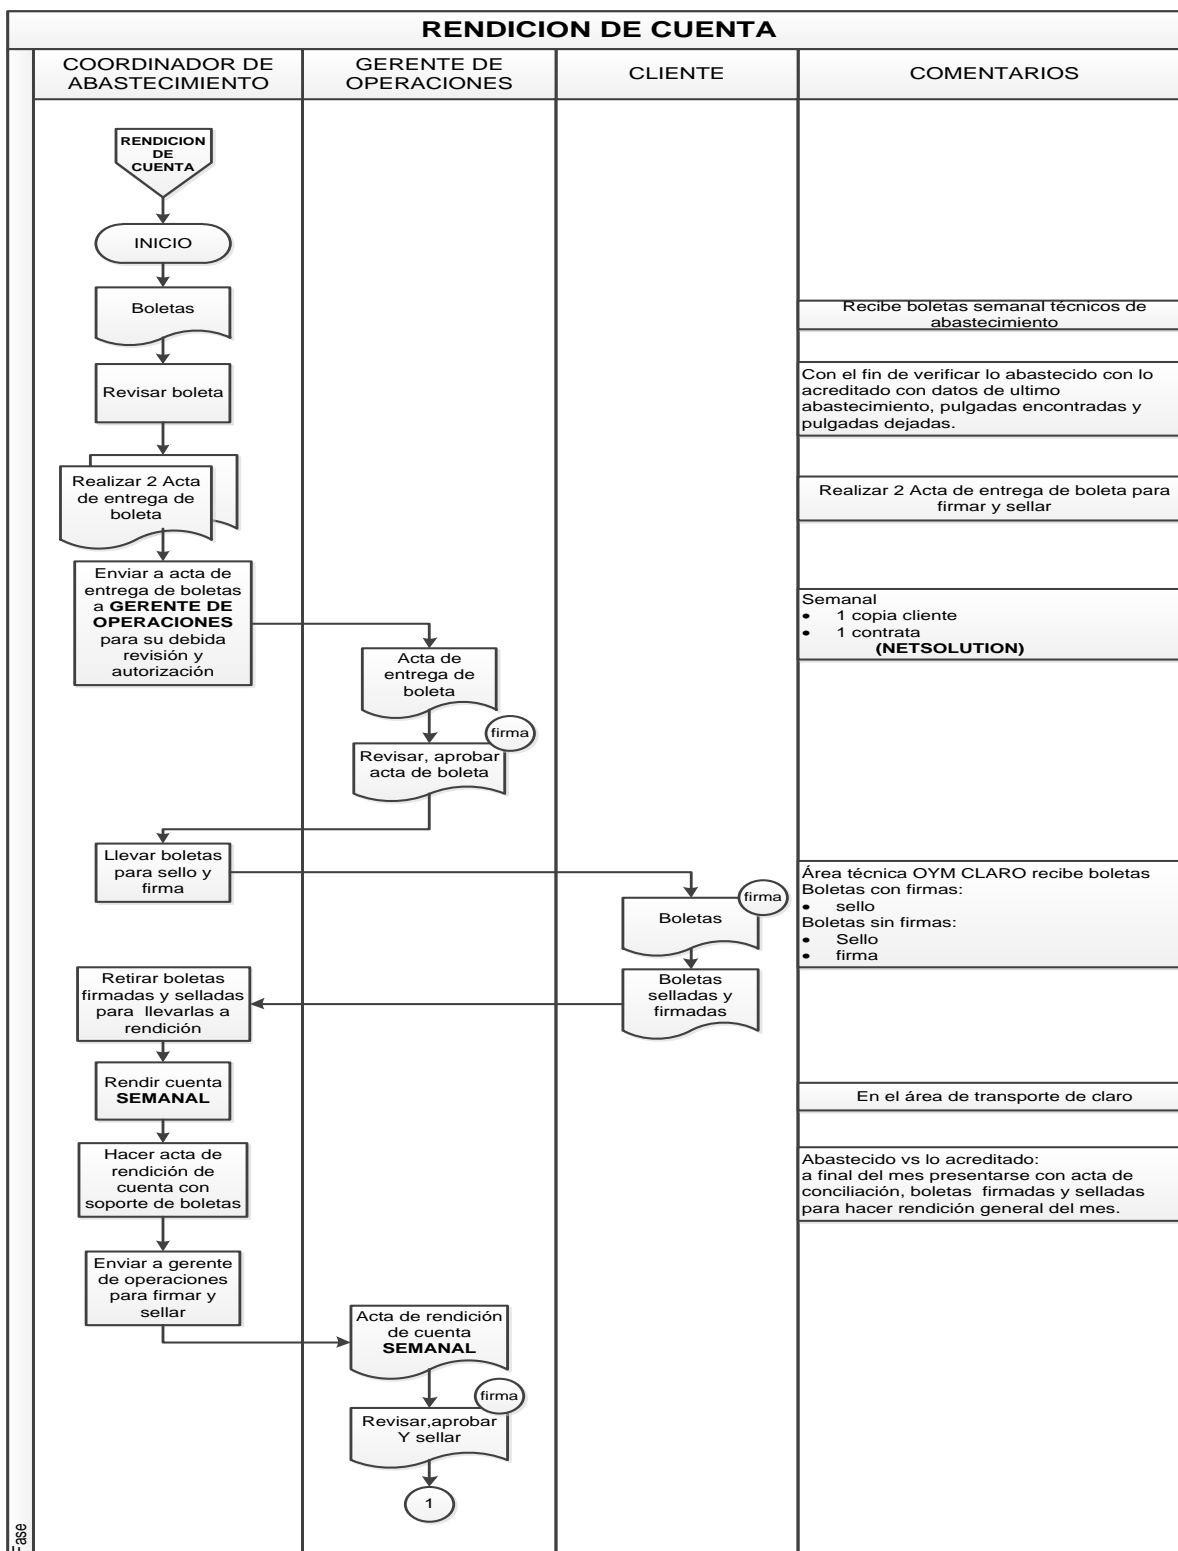 RENDICION DE CUENTA
COORDINADOR DE
ABASTECIMIENTO
GERENTE DE
OPERACIONES
CLIENTE
COMENTARIOS
RENDICION
DE
CUENTA
INICIO
Boletas
Recibe boletas semanal técnicos de
abastecimiento
Revisar boleta
Con el fin de verificar lo abastecido con lo
acreditado con datos de ultimo
abastecimiento, pulgadas encontradas y
pulgadas dejadas.
Realizar 2 Acta
de entrega de
boleta
Realizar 2 Acta de entrega de boleta para
firmar y sellar
Enviar a acta de
entrega de boletas
a GERENTE DE
OPERACIONES
para su debida
revisión y
autorización
Semanal
• 1 copia cliente
• 1 contrata
(NETSOLUTION)
Acta de
entrega de
boleta
firma
Revisar, aprobar
acta de boleta
Llevar boletas
para sello y
firma
firma
Boletas
Área técnica OYM CLARO recibe boletas
Boletas con firmas:
• sello
Boletas sin firmas:
• Sello
• firma
Boletas
selladas y
firmadas
Retirar boletas
firmadas y selladas
para llevarlas a
rendición
Rendir cuenta
SEMANAL
En el área de transporte de claro
Hacer acta de
rendición de
cuenta con
soporte de boletas
Abastecido vs lo acreditado:
a final del mes presentarse con acta de
conciliación, boletas firmadas y selladas
para hacer rendición general del mes.
Enviar a gerente
de operaciones
para firmar y
sellar
Acta de rendición
de cuenta
SEMANAL
firma
Revisar,aprobar
Y sellar
1
Fase